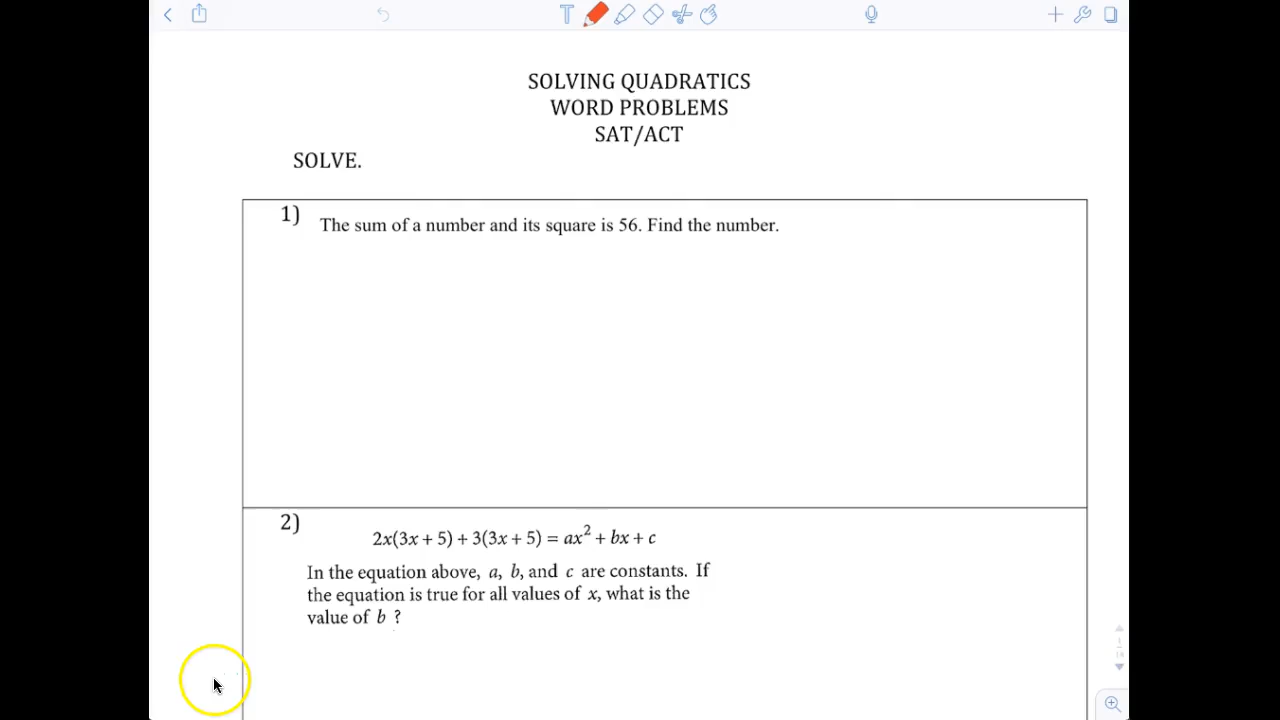 SOLVING QUADRATICS
WORD PROBLEMS
SAT/ACT
SOLVE.
1) The sum of a number and its square is 56. Find the number.
2) 2x(3x + 5) + 3(3x + 5) = ax² + bx + c
In the equation above, a, b, and c are constants. If
the equation is true for all values of x, what is the
value of b ?